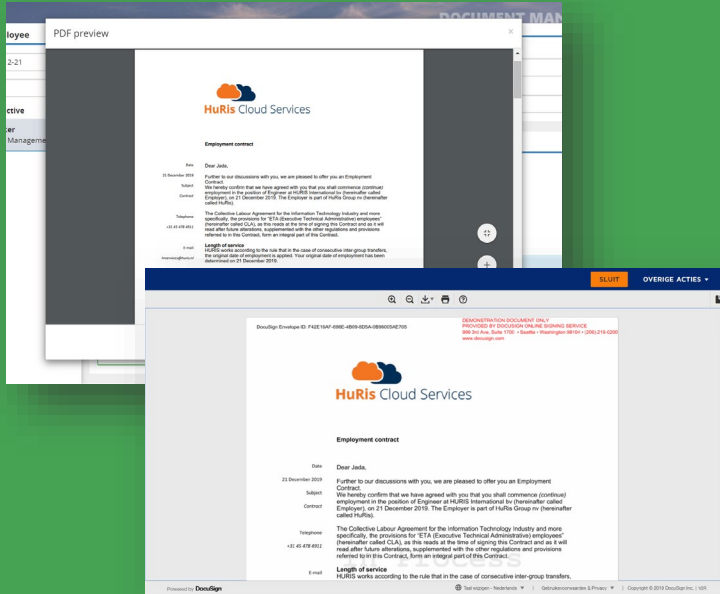 DOCUMENT MAN
loyee
PDF preview
×
2-21
ctive
ter
Manageme
HuRis Cloud Services
Employment contract
Date
Dear Jada,
21 December 2019
Further to our discussions with you, we are pleased to offer you an Employment
Contract.
Subject
We hereby confirm that we have agreed with you that you shall commence (continue)
Contract
employment in the position of Engineer at HURIS International bv (hereinafter called
Employer), on 21 December 2019. The Employer is part of HuRis Group nv (hereinafter
called HuRis).
Telephone
The Collective Labour Agreement for the Information Technology Industry and more
specifically, the provisions for "ETA (Executive Technical Administrative) employees"
+31 45 478 4911
(hereinafter called CLA), as this reads at the time of signing this Contract and as it will
read after future alterations, supplemented with the other regulations and provisions
referred to in this Contract, form an integral part of this Contract.
E-mail
Length of service
HURIS works according to the rule that in the case of consecutive inter-group transfers,
the original date of employment is applied. Your original date of employment has been
determined on 21 December 2019.
SLUIT
OVERIGE ACTIES
DEMONSTRATION DOCUMENT ONLY
DocuSign Envelope ID:
PROVIDED BY DOCUSIGN ONLINE SIGNING SERVICE
999 3rd Ave, Suite 1700 • Seattle • Washington 98104 • (206) 219-0200
www.docusign.com
HuRis Cloud Services
Employment contract
Date
Dear Jada,
21 December 2019
Further to our discussions with you, we are pleased to offer you an Employment
Contract.
Subject
We hereby confirm that we have agreed with you that you shall commence (continue)
Contract
employment in the position of Engineer at HURIS International bv (hereinafter called
Employer), on 21 December 2019. The Employer is part of HuRis Group nv (hereinafter
called HuRis).
Telephone
The Collective Labour Agreement for the Information Technology Industry and more
specifically, the provisions for "ETA (Executive Technical Administrative) employees"
+31 45 478 8911
(hereinafter called CLA), as this reads at the time of signing this Contract and as it will
read after future alterations, supplemented with the other regulations and provisions
referred to in this Contract, form an integral part of this Contract.
In Process
E-mail
Length of service
HURIS works according to the rule that in the case of consecutive inter-group transfers,
Powered by DocuSign
Taal wijzigen - Nederlands
Gebruiksvoorwaarden & Privacy
Copyright © 2019 DocuSign Inc.